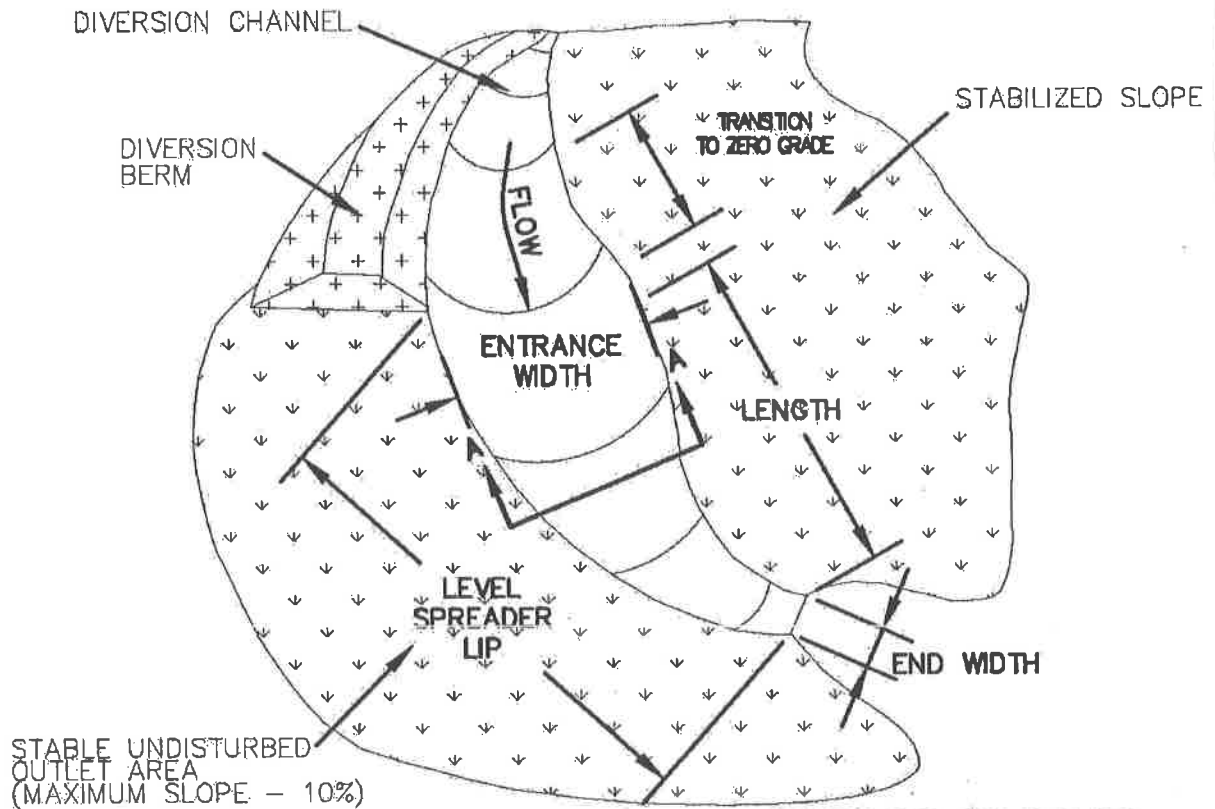 DIVERSION CHANNEL
STABILIZED SLOPE
TRANSTION
TO ZERO GRADE
DIVERSION
BERM
FLOW
ENTRANCE
WIDTH
A
LENGTH
A
LEVEL
SPREADER
LIP
END WIDTH
STABLE UNDISTURBED
OUTLET AREA
(MAXIMUM SLOPE - 10%)